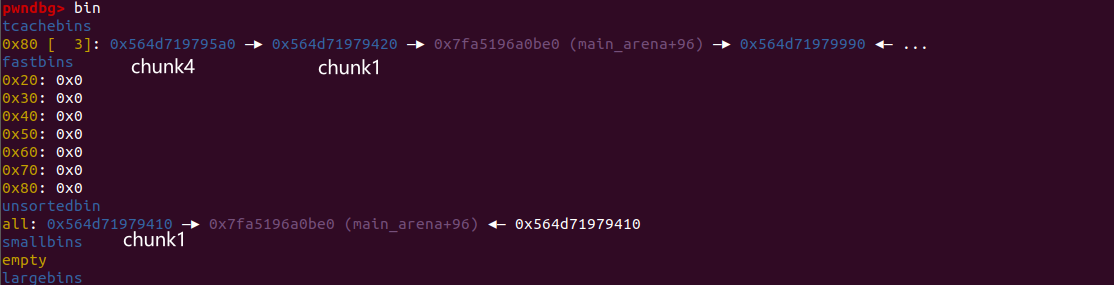 pwndbg> bin
tcachebins
0x80 [  3]: 0x564d719795a0 —▸ 0x564d71979420 —▸ 0x7fa5196a0be0 (main_arena+96) —▸ 0x564d71979990 ◂— ...
chunk4 chunk1
fastbins
0x20: 0x0
0x30: 0x0
0x40: 0x0
0x50: 0x0
0x60: 0x0
0x70: 0x0
0x80: 0x0
unsortedbin
all: 0x564d71979410 —▸ 0x7fa5196a0be0 (main_arena+96) ◂— 0x564d71979410
chunk1
smallbins
empty
largebins